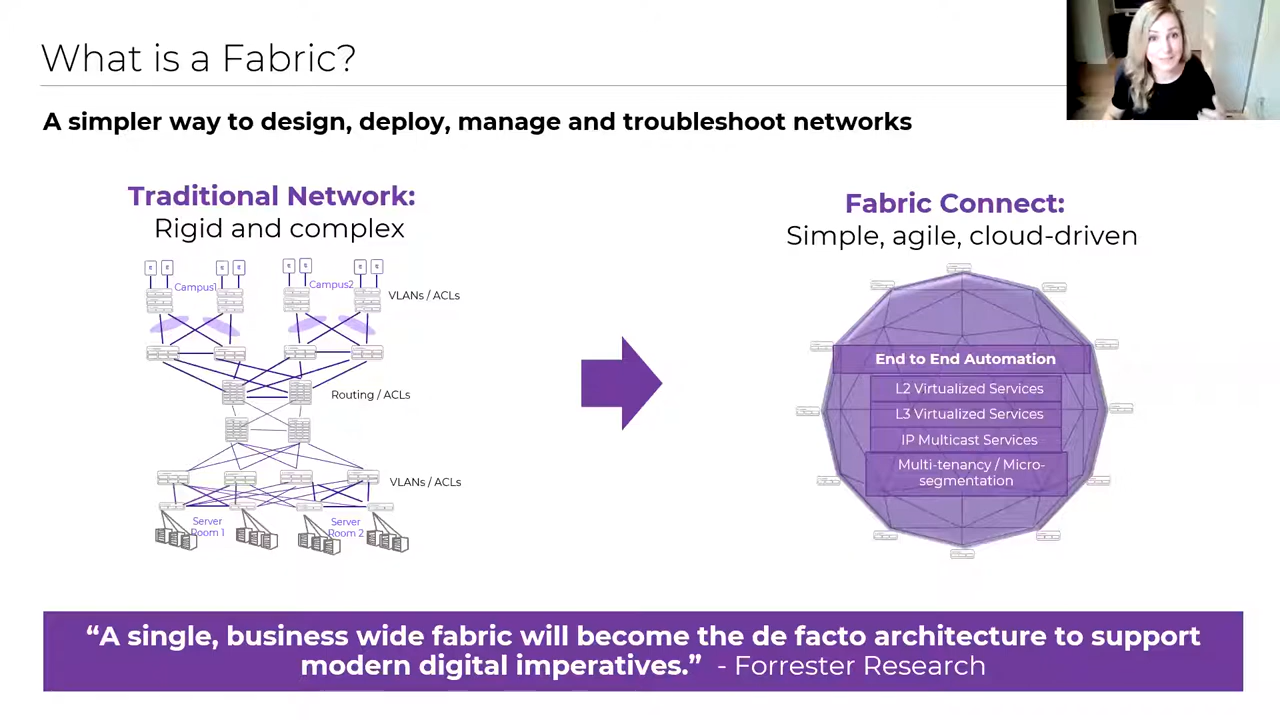 What is a Fabric?
A simpler way to design, deploy, manage and troubleshoot networks
Traditional Network:
Rigid and complex
Campus1
Campus2
VLANs / ACLs
Routing / ACLs
VLANs / ACLs
Server
Room 1
Server
Room 2
Fabric Connect:
Simple, agile, cloud-driven
End to End Automation
L2 Virtualized Services
L3 Virtualized Services
IP Multicast Services
Multi-tenancy / Micro-
segmentation
“A single, business wide fabric will become the de facto architecture to support
modern digital imperatives.” - Forrester Research